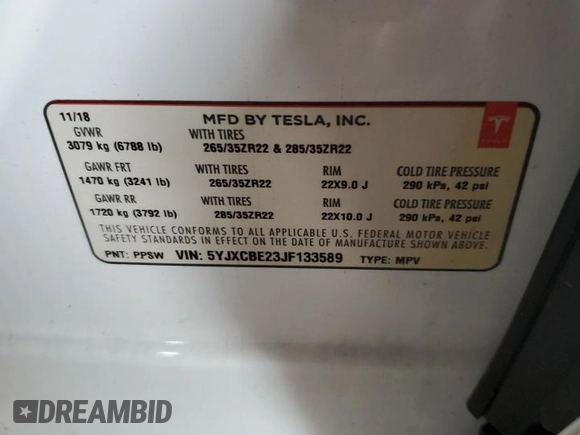 11/18 MFD BY TESLA, INC.
GVWR WITH TIRES
3079 kg (6788 lb) 265/35ZR22 & 285/35ZR22
GAWR FRT WITH TIRES RIM COLD TIRE PRESSURE
1470 kg (3241 lb) 265/35ZR22 22X9.0 J 290 kPs, 42 psi
GAWR RR WITH TIRES RIM COLD TIRE PRESSURE
1720 kg (3792 lb) 285/35ZR22 22X10.0 J 290 kPs, 42 psi
THIS VEHICLE CONFORMS TO ALL APPLICABLE U.S. FEDERAL MOTOR VEHICLE
SAFETY STANDARDS IN EFFECT ON THE DATE OF MANUFACTURE SHOWN ABOVE.
PNT: PPSW VIN: 5YJXCBE23JF133589 TYPE: MPV
TESLA
DREAMBID